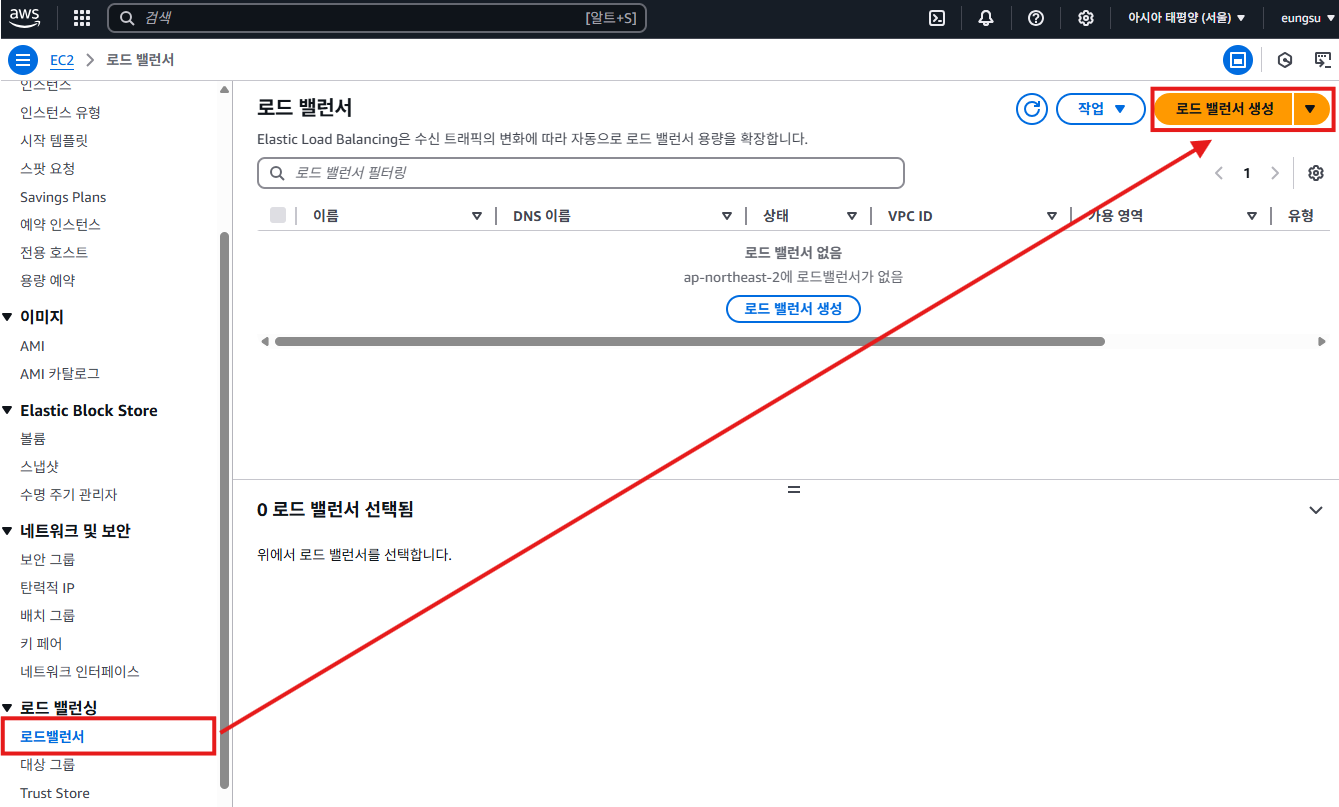 aws
검색
[알트+S]
아시아 태평양 (서울)
eungsu
EC2
로드 밸런서
인스턴스
인스턴스 유형
시작 템플릿
스팟 요청
Savings Plans
예약 인스턴스
전용 호스트
용량 예약
이미지
AMI
AMI 카탈로그
Elastic Block Store
볼륨
스냅샷
수명 주기 관리자
네트워크 및 보안
보안 그룹
탄력적 IP
배치 그룹
키 페어
네트워크 인터페이스
로드 밸런싱
로드밸런서
대상 그룹
Trust Store
로드 밸런서
작업
로드 밸런서 생성
Elastic Load Balancing은 수신 트래픽의 변화에 따라 자동으로 로드 밸런서 용량을 확장합니다.
로드 밸런서 필터링
1
이름
DNS 이름
상태
VPC ID
가용 영역
유형
로드 밸런서 없음
ap-northeast-2에 로드밸런서가 없음
로드 밸런서 생성
0 로드 밸런서 선택됨
위에서 로드 밸런서를 선택합니다.